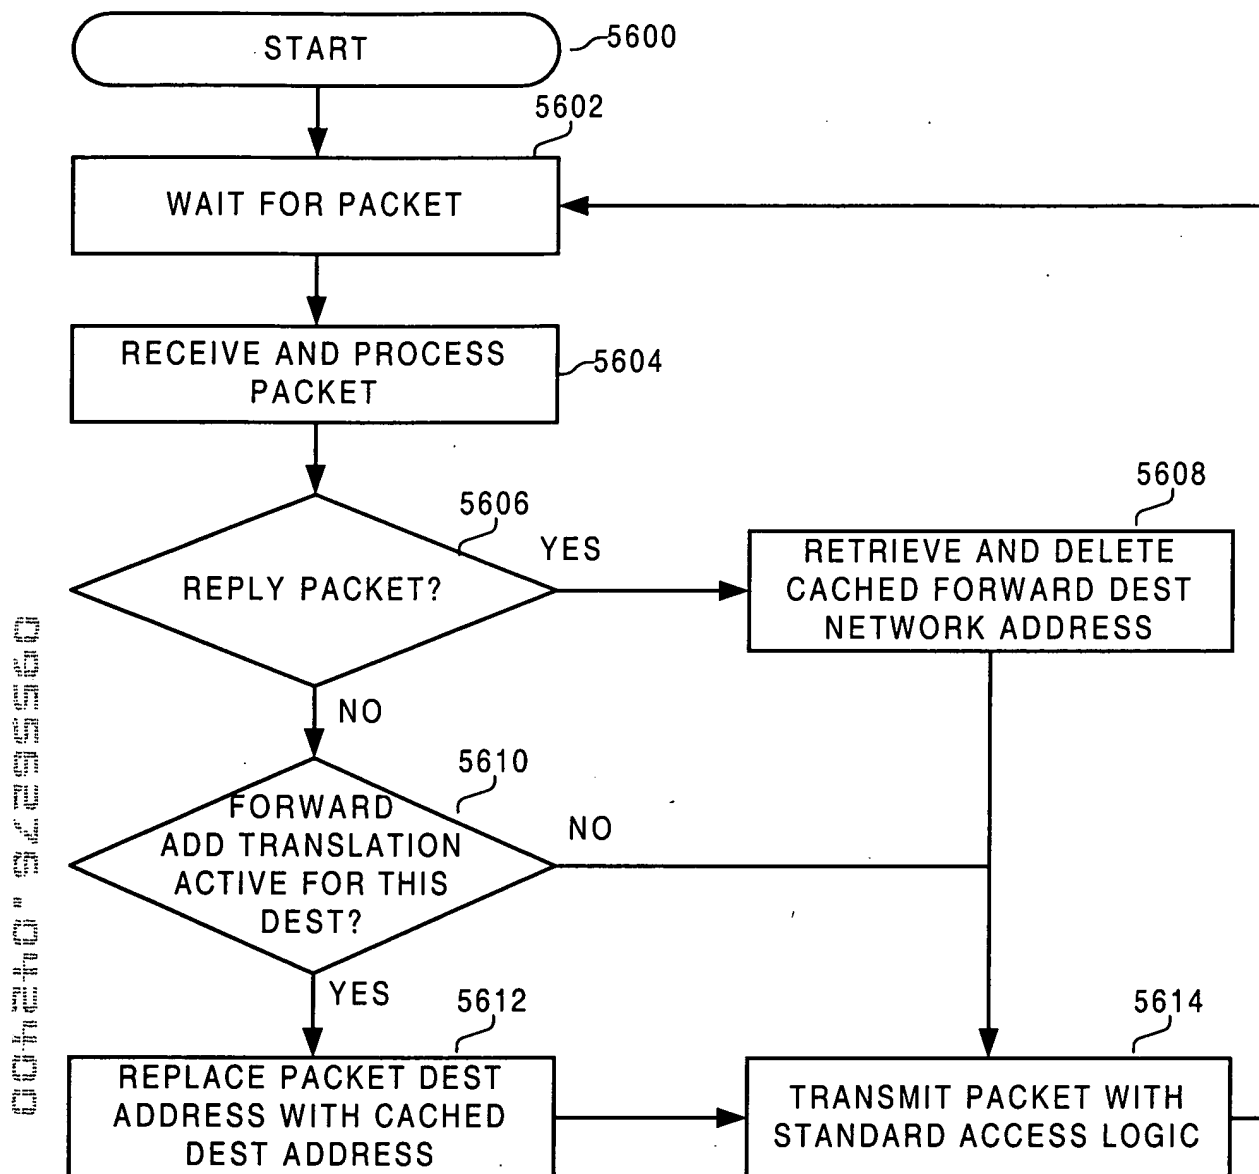 START
5600
5602
WAIT FOR PACKET
RECEIVE AND PROCESS
PACKET
5604
5606
REPLY PACKET?
YES
5608
RETRIEVE AND DELETE
CACHED FORWARD DEST
NETWORK ADDRESS
NO
5610
FORWARD
ADD TRANSLATION
ACTIVE FOR THIS
DEST?
NO
YES
5612
REPLACE PACKET DEST
ADDRESS WITH CACHED
DEST ADDRESS
5614
TRANSMIT PACKET WITH
STANDARD ACCESS LOGIC